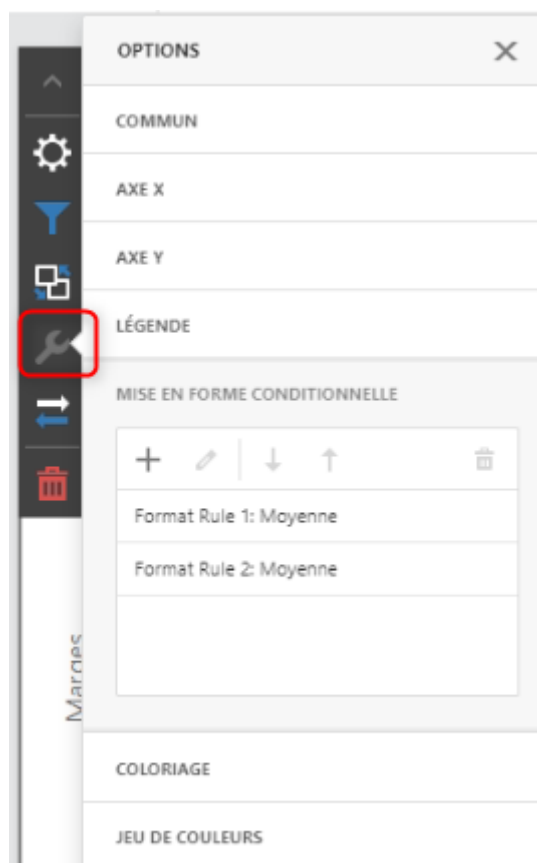 OPTIONS
COMMUN
AXE X
AXE Y
LÉGENDE
MISE EN FORME CONDITIONNELLE
Format Rule 1: Moyenne
Format Rule 2: Moyenne
Marges
COLORIAGE
JEU DE COULEURS